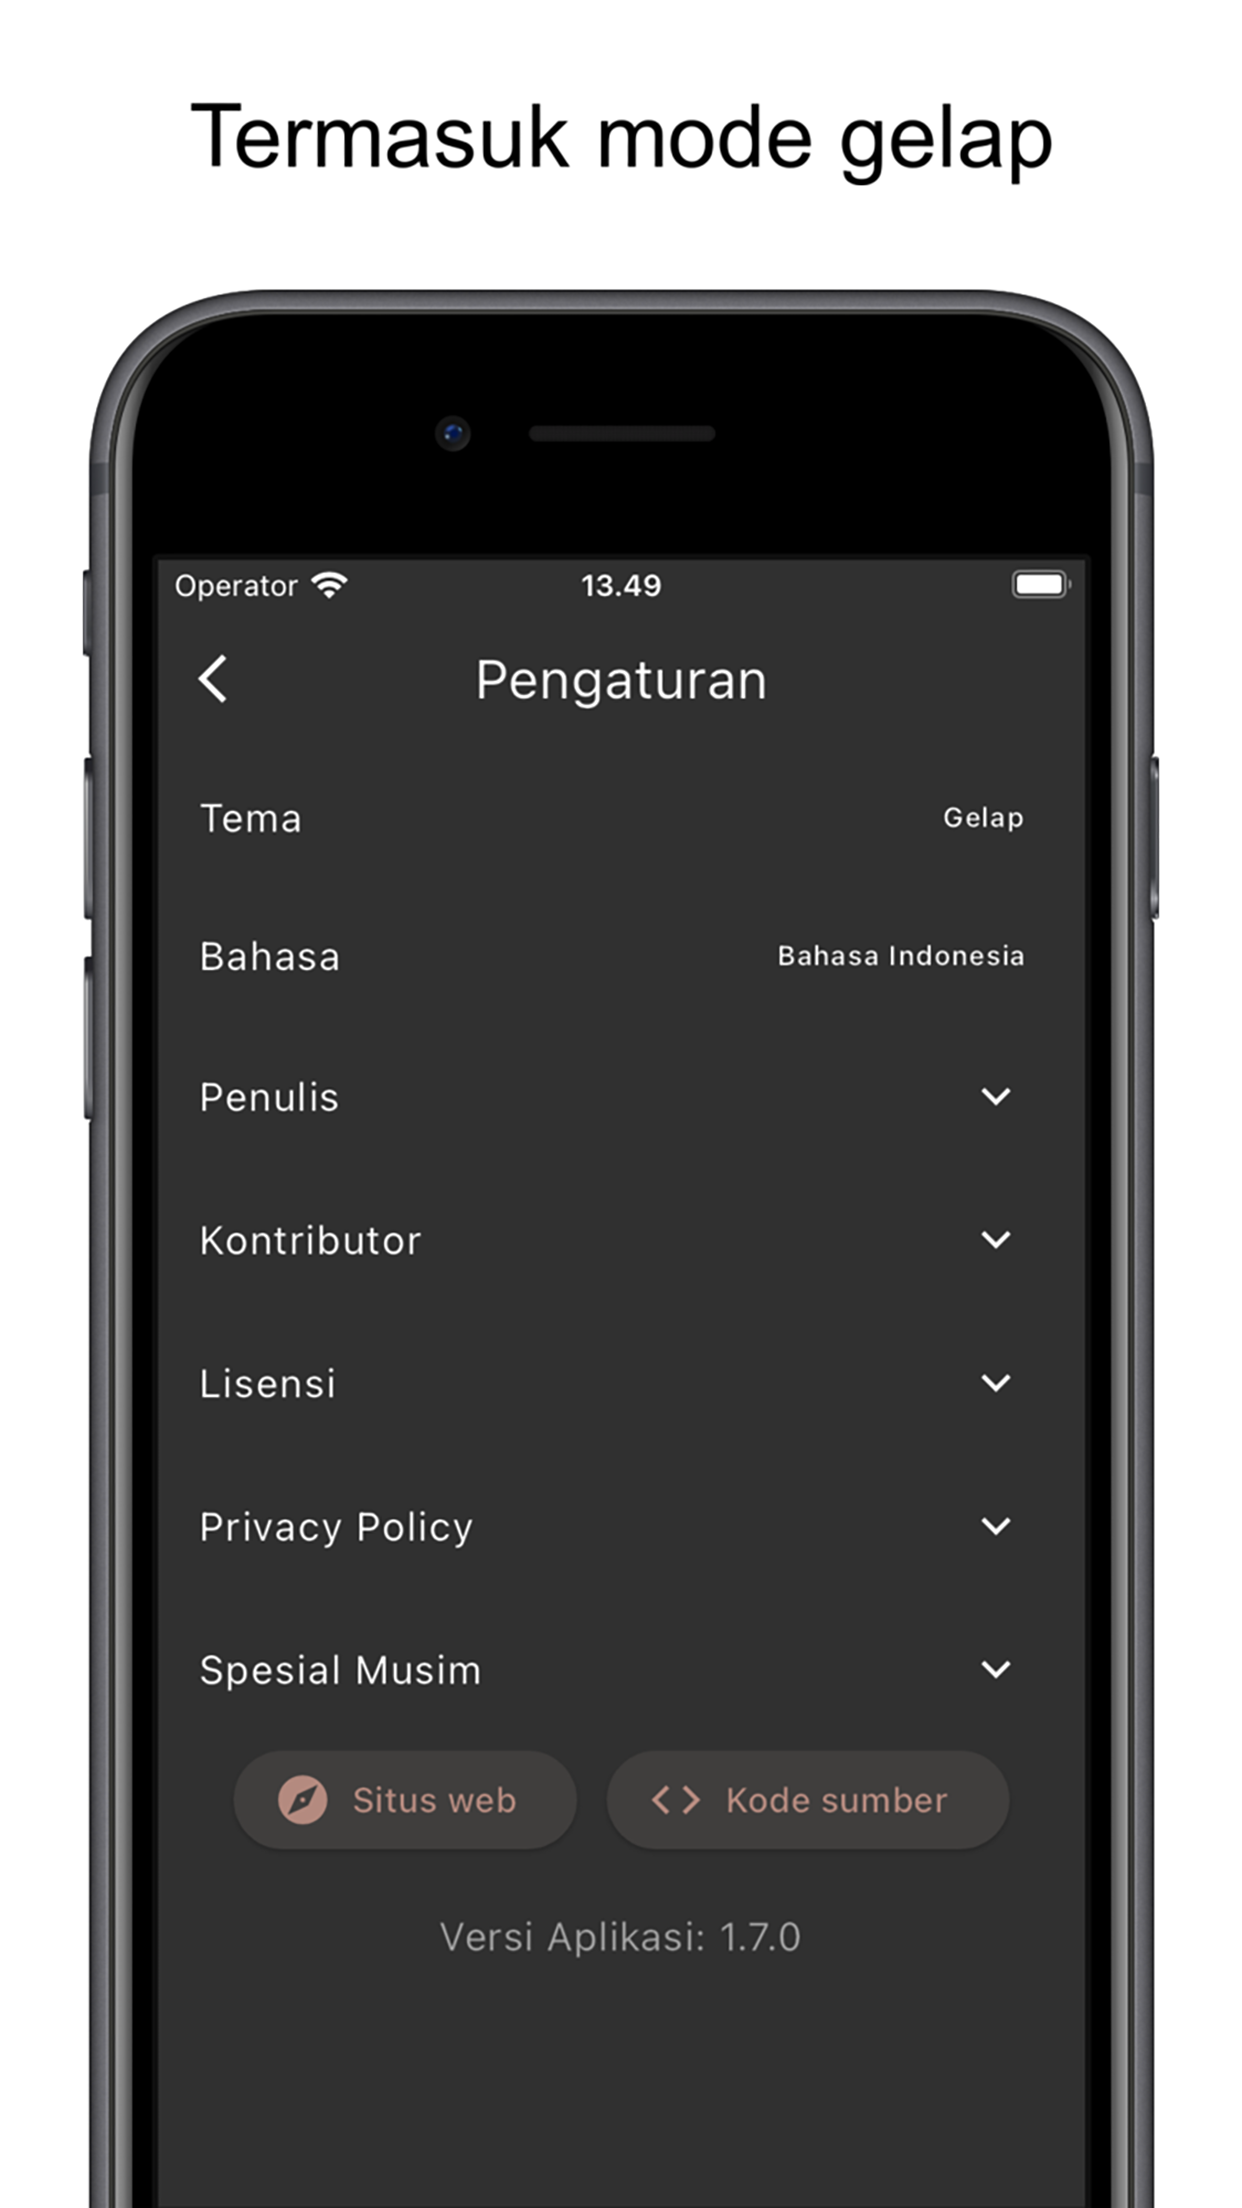 Termasuk mode gelap
Operator 13.49
Pengaturan
Tema Gelap
Bahasa Bahasa Indonesia
Penulis
Kontributor
Lisensi
Privacy Policy
Spesial Musim
Situs web Kode sumber
Versi Aplikasi: 1.7.0